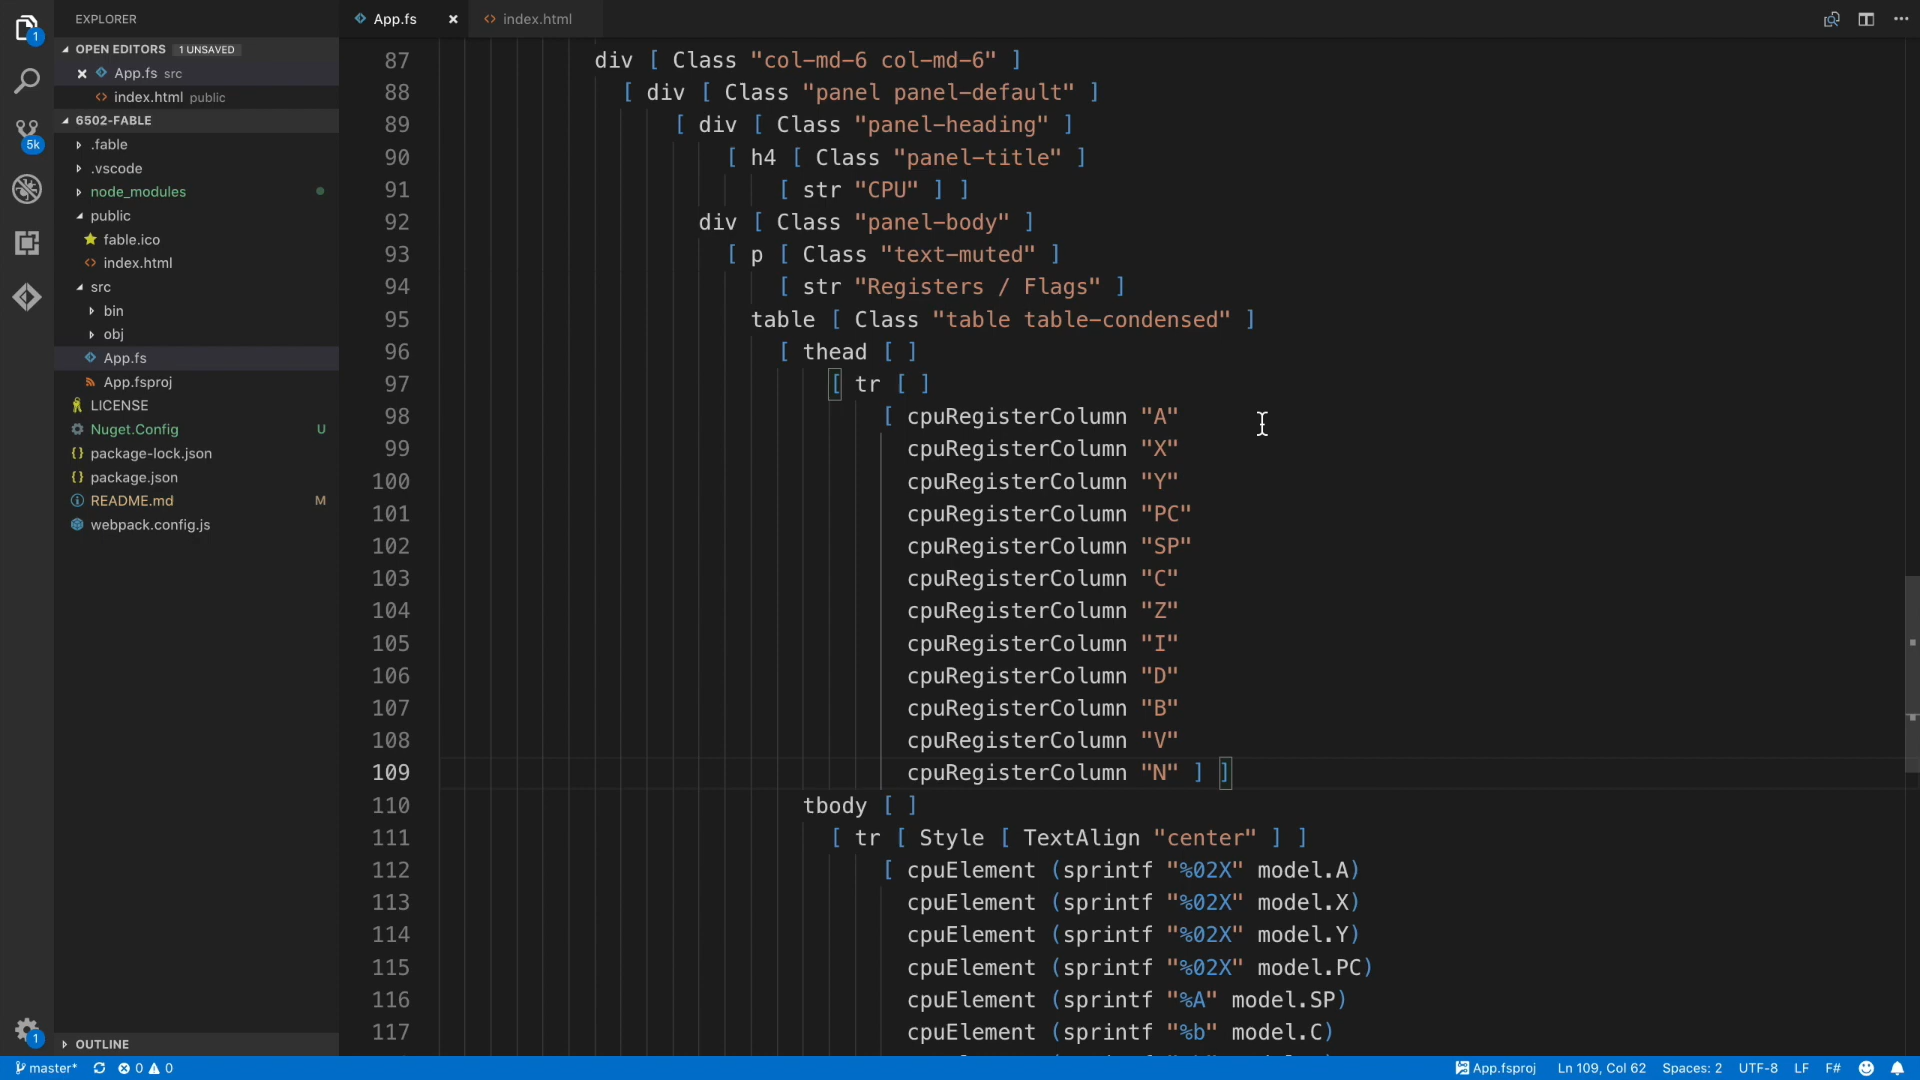 EXPLORER
OPEN EDITORS 1 UNSAVED
App.fs src
index.html public
6502-FABLE
.fable
.vscode
node_modules
public
fable.ico
index.html
src
bin
obj
App.fs
App.fsproj
LICENSE
Nuget.Config U
package-lock.json
package.json
README.md M
webpack.config.js
OUTLINE
1
5k
1
App.fs
index.html
87 div [ Class "col-md-6 col-md-6" ]
88 [ div [ Class "panel panel-default" ]
89 [ div [ Class "panel-heading" ]
90 [ h4 [ Class "panel-title" ]
91 [ str "CPU" ] ]
92 div [ Class "panel-body" ]
93 [ p [ Class "text-muted" ]
94 [ str "Registers / Flags" ]
95 table [ Class "table table-condensed" ]
96 [ thead [ ]
97 [ tr [ ]
98 [ cpuRegisterColumn "A"
99 cpuRegisterColumn "X"
100 cpuRegisterColumn "Y"
101 cpuRegisterColumn "PC"
102 cpuRegisterColumn "SP"
103 cpuRegisterColumn "C"
104 cpuRegisterColumn "Z"
105 cpuRegisterColumn "I"
106 cpuRegisterColumn "D"
107 cpuRegisterColumn "B"
108 cpuRegisterColumn "V"
109 cpuRegisterColumn "N" ] ]
110 tbody [ ]
111 [ tr [ Style [ TextAlign "center" ] ]
112 [ cpuElement (sprintf "%02X" model.A)
113 cpuElement (sprintf "%02X" model.X)
114 cpuElement (sprintf "%02X" model.Y)
115 cpuElement (sprintf "%02X" model.PC)
116 cpuElement (sprintf "%A" model.SP)
117 cpuElement (sprintf "%b" model.C)
master* 0 0 App.fsproj Ln 109, Col 62 Spaces: 2 UTF-8 LF F#